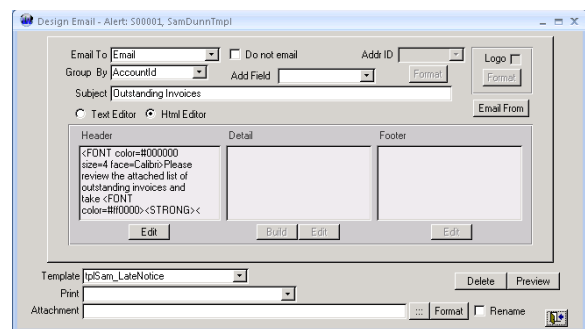 Design Email - Alert: S00001, SamDunnTmpl
Email To Email Do not email Addr ID Logo
Group By AccountId Add Field Format Format
Subject Outstanding Invoices
Text Editor Html Editor Email From
Header Detail Footer
<FONT color=#000000
size=4 face=Calibri>Please
review the attached list of
outstanding invoices and
take <FONT
color=#ff0000><STRONG><
Edit Build Edit Edit
Template tplSam_LateNotice Delete Preview
Print
Attachment ::: Format Rename